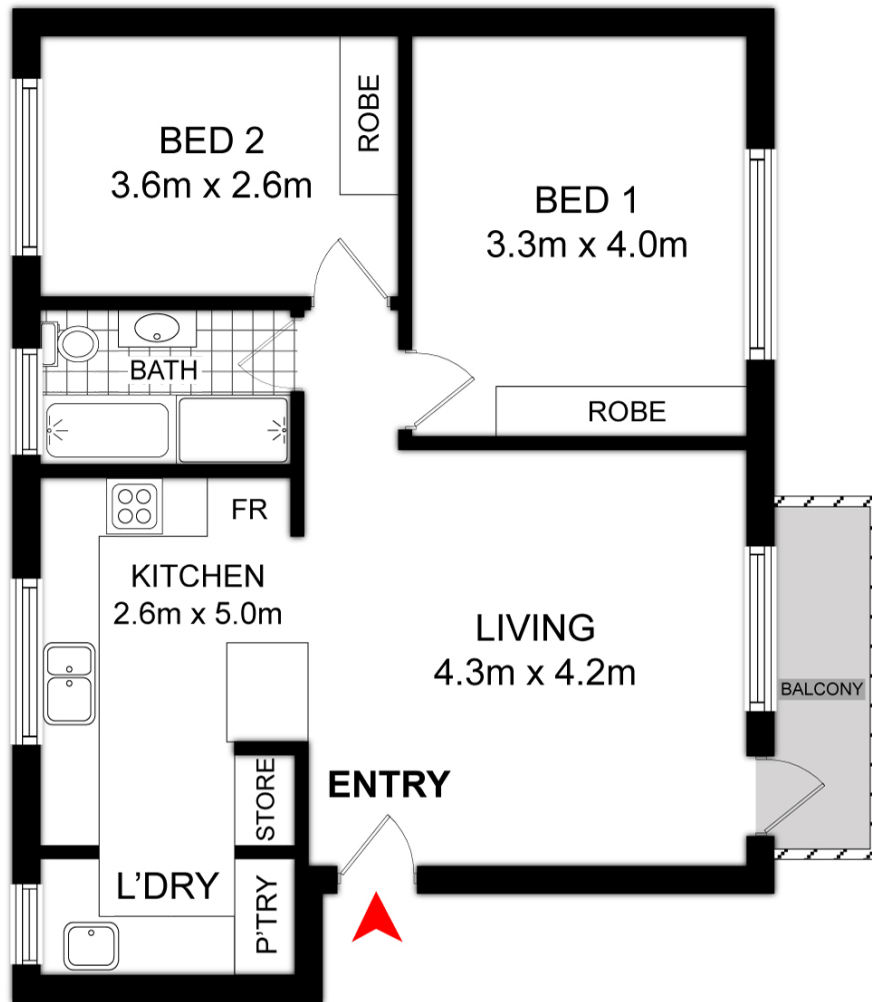 BED 2
3.6m x 2.6m
ROBE
BED 1
3.3m x 4.0m
BATH
ROBE
FR
KITCHEN
2.6m x 5.0m
LIVING
4.3m x 4.2m
BALCONY
ENTRY
STORE
L'DRY
P'TRY